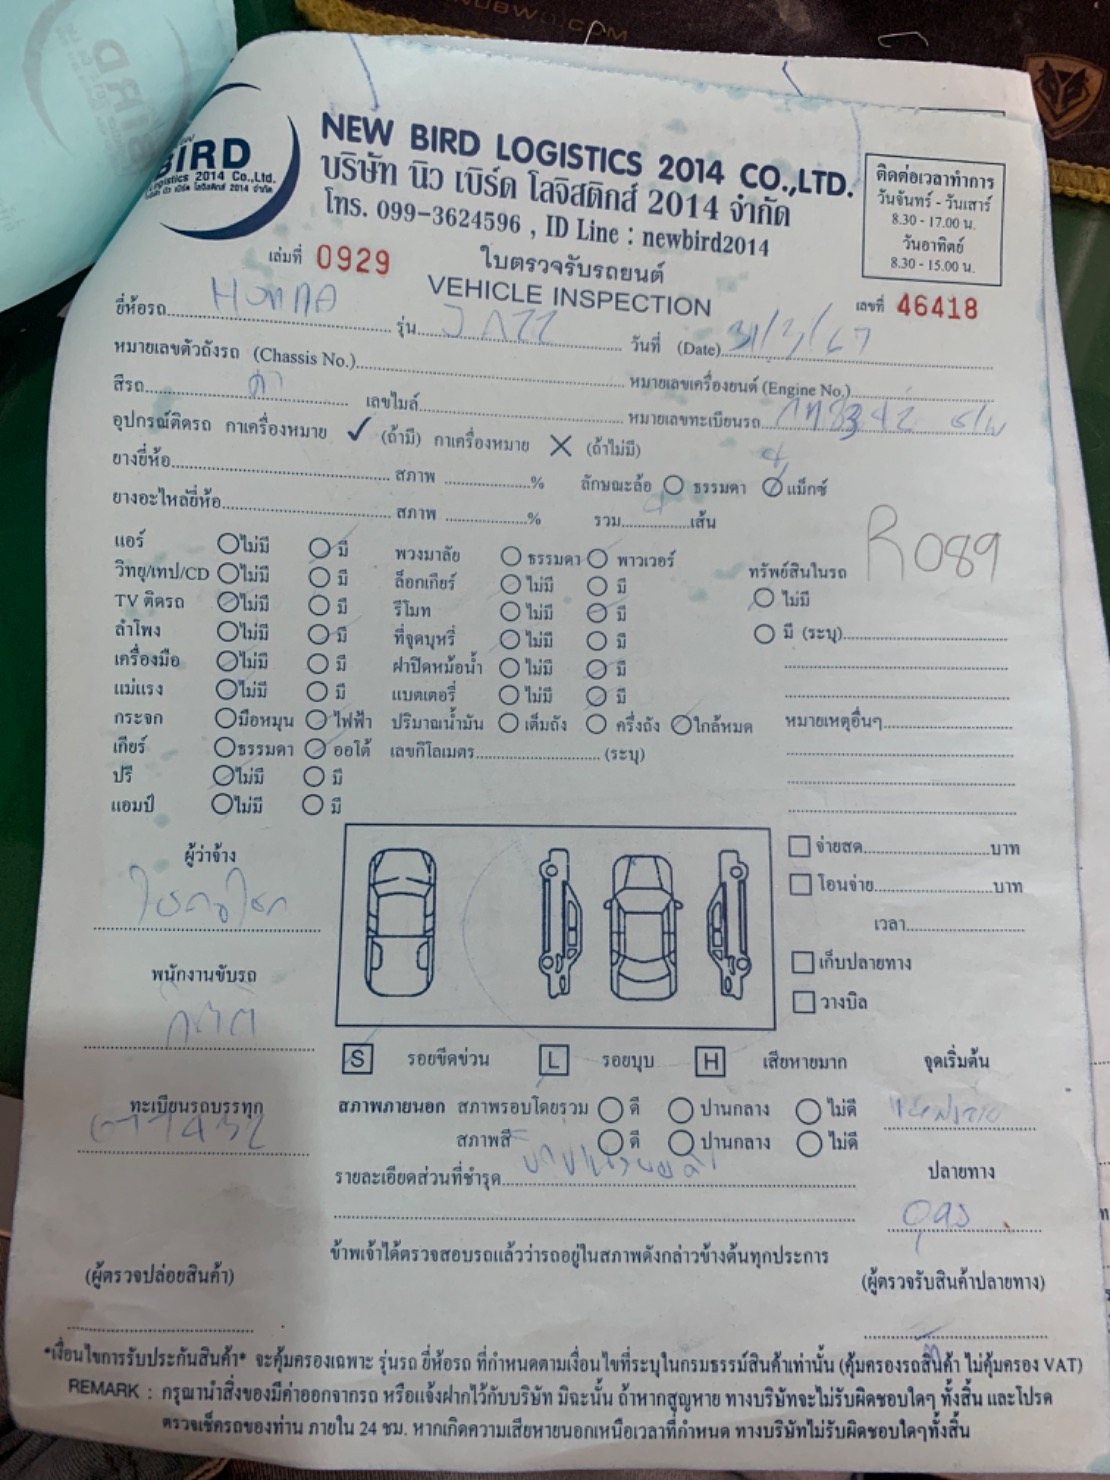 NEW BIRD LOGISTICS 2014 CO.,LTD.
บริษัท นิว เบิร์ด โลจิสติกส์ 2014 จำกัด
โทร. 099-3624596 , ID Line : newbird2014
BIRD
Logistics 2014 Co.,Ltd.
บริษัท นิว เบิร์ด โลจิสติกส์ 2014 จำกัด
ติดต่อเวลาทำการ
วันจันทร์ - วันเสาร์
8.30 - 17.00 น.
วันอาทิตย์
8.30 - 15.00 น.
เล่มที่ 0929
ใบตรวจรับรถยนต์
VEHICLE INSPECTION
เลขที่ 46418
ยี่ห้อรถ HONDA รุ่น JAZZ วันที่ (Date) 31/3/67
หมายเลขตัวถังรถ (Chassis No.) หมายเลขเครื่องยนต์ (Engine No.)
สีรถ ดำ เลขไมล์ หมายเลขทะเบียนรถ
อุปกรณ์ติดรถ กาเครื่องหมาย ✓ (ถ้ามี) กาเครื่องหมาย ✗ (ถ้าไม่มี)
ยางยี่ห้อ สภาพ % ลักษณะล้อ ธรรมดา แม็กซ์
ยางอะไหล่ยี่ห้อ สภาพ % รวม 4 เส้น
R089
แอร์ ไม่มี มี พวงมาลัย ธรรมดา พาวเวอร์
วิทยุ/เทป/CD ไม่มี มี ล็อกเกียร์ ไม่มี มี ทรัพย์สินในรถ
TV ติดรถ ไม่มี มี รีโมท ไม่มี มี ไม่มี
ลำโพง ไม่มี มี ที่จุดบุหรี่ ไม่มี มี มี (ระบุ)
เครื่องมือ ไม่มี มี ฝาปิดหม้อน้ำ ไม่มี มี
แม่แรง ไม่มี มี แบตเตอรี่ ไม่มี มี
กระจก มือหมุน ไฟฟ้า ปริมาณน้ำมัน เต็มถัง ครึ่งถัง ใกล้หมด หมายเหตุอื่นๆ
เกียร์ ธรรมดา ออโต้ เลขกิโลเมตร (ระบุ)
ปรี ไม่มี มี
แอมป์ ไม่มี มี
ผู้ว่าจ้าง
พนักงานขับรถ
กิตติ
ทะเบียนรถบรรทุก
จ่ายสด บาท
โอนจ่าย บาท
เวลา
เก็บปลายทาง
วางบิล
S รอยขีดข่วน L รอยบุบ H เสียหายมาก จุดเริ่มต้น
สภาพภายนอก สภาพรอบโดยรวม ดี ปานกลาง ไม่ดี
สภาพสี ดี ปานกลาง ไม่ดี
ปลายทาง
รายละเอียดส่วนที่ชำรุด
อุดร
ข้าพเจ้าได้ตรวจสอบรถแล้วว่ารถอยู่ในสภาพดังกล่าวข้างต้นทุกประการ
(ผู้ตรวจปล่อยสินค้า) (ผู้ตรวจรับสินค้าปลายทาง)
*เงื่อนไขการรับประกันสินค้า* จะคุ้มครองเฉพาะ รุ่นรถ ยี่ห้อรถ ที่กำหนดตามเงื่อนไขที่ระบุในกรมธรรม์สินค้าเท่านั้น (คุ้มครองรถสินค้า ไม่คุ้มครอง VAT)
REMARK : กรุณานำสิ่งของมีค่าออกจากรถ หรือแจ้งฝากไว้กับบริษัท มิฉะนั้น ถ้าหากสูญหาย ทางบริษัทจะไม่รับผิดชอบใดๆ ทั้งสิ้น และโปรด
ตรวจเช็ครถของท่าน ภายใน 24 ชม. หากเกิดความเสียหายนอกเหนือเวลาที่กำหนด ทางบริษัทไม่รับผิดชอบใดๆทั้งสิ้น